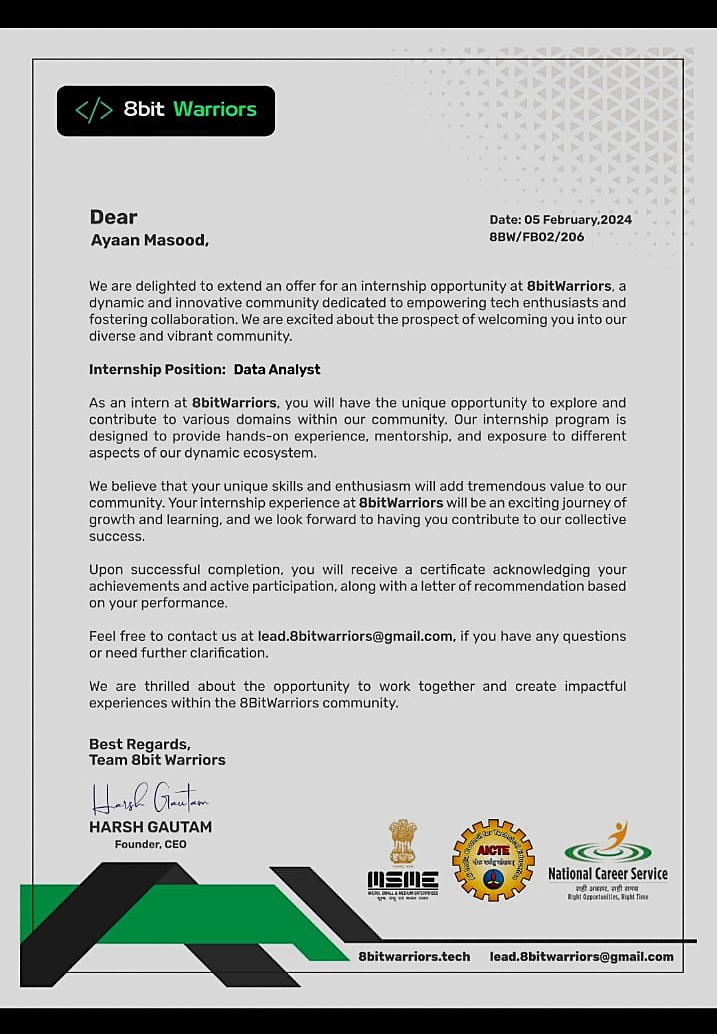 </> 8bit Warriors
Dear
Ayaan Masood,
Date: 05 February,2024
8BW/FB02/206
We are delighted to extend an offer for an internship opportunity at 8bitWarriors, a
dynamic and innovative community dedicated to empowering tech enthusiasts and
fostering collaboration. We are excited about the prospect of welcoming you into our
diverse and vibrant community.
Internship Position: Data Analyst
As an intern at 8bitWarriors, you will have the unique opportunity to explore and
contribute to various domains within our community. Our internship program is
designed to provide hands-on experience, mentorship, and exposure to different
aspects of our dynamic ecosystem.
We believe that your unique skills and enthusiasm will add tremendous value to our
community. Your internship experience at 8bitWarriors will be an exciting journey of
growth and learning, and we look forward to having you contribute to our collective
success.
Upon successful completion, you will receive a certificate acknowledging your
achievements and active participation, along with a letter of recommendation based
on your performance.
Feel free to contact us at lead.8bitwarriors@gmail.com, if you have any questions
or need further clarification.
We are thrilled about the opportunity to work together and create impactful
experiences within the 8BitWarriors community.
Best Regards,
Team 8bit Warriors
Harsh Gautam
HARSH GAUTAM
Founder, CEO
MSME
MICRO, SMALL & MEDIUM ENTERPRISES
सूक्ष्म, लघु एवं मध्यम उद्यम
All India Council for Technical Education
AICTE
National Career Service
सही अवसर, सही समय
Right Opportunities, Right Time
8bitwarriors.tech lead.8bitwarriors@gmail.com